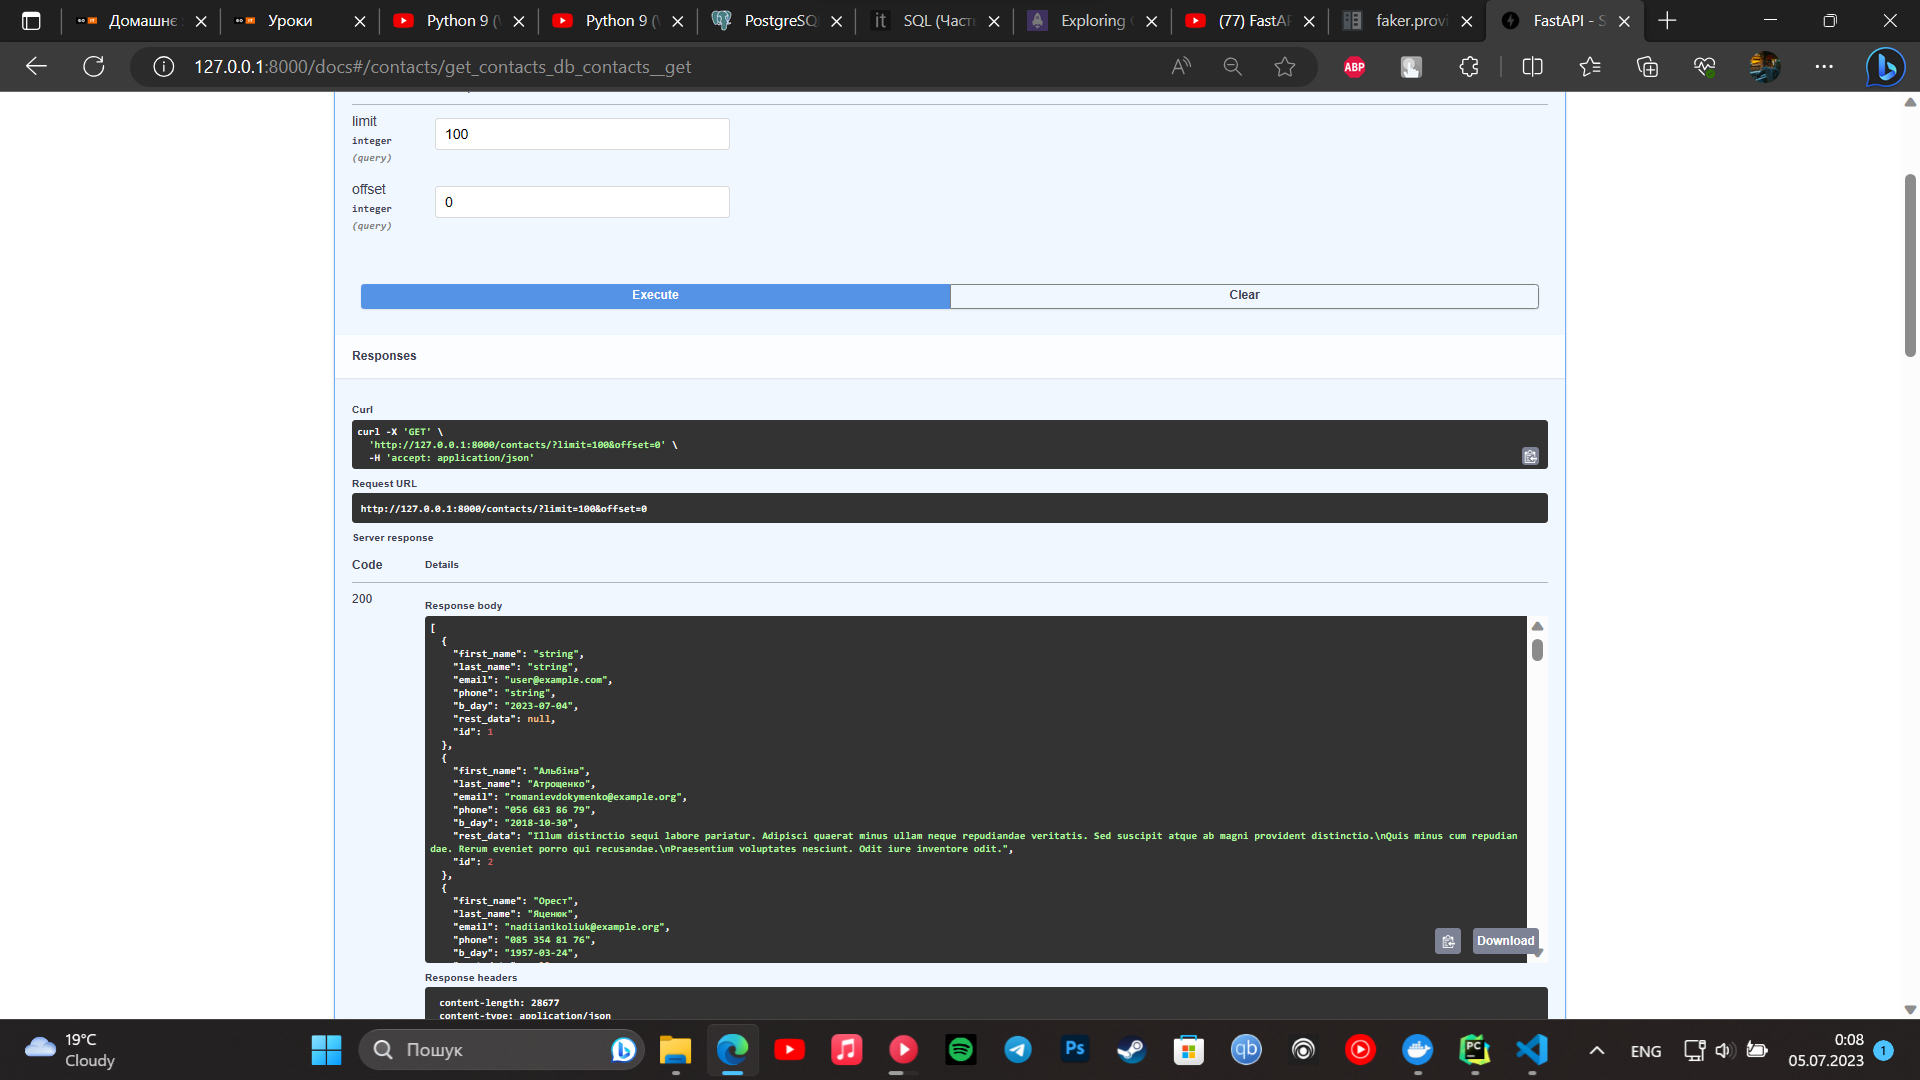 Домашнє
Уроки
Python 9 (
Python 9 (
PostgreSQ
SQL (Част
Exploring
(77) FastA
faker.provi
FastAPI - S
127.0.0.1:8000/docs#/contacts/get_contacts_db_contacts__get
ABP
limit
integer
(query)
100
offset
integer
(query)
0
Execute
Clear
Responses
Curl
curl -X 'GET' \
'http://127.0.0.1:8000/contacts/?limit=100&offset=0' \
-H 'accept: application/json'
Request URL
http://127.0.0.1:8000/contacts/?limit=100&offset=0
Server response
Code
Details
200
Response body
[
{
"first_name": "string",
"last_name": "string",
"email": "user@example.com",
"phone": "string",
"b_day": "2023-07-04",
"rest_data": null,
"id": 1
},
{
"first_name": "Альбіна",
"last_name": "Атрощенко",
"email": "romanievdokymenko@example.org",
"phone": "056 683 86 79",
"b_day": "2018-10-30",
"rest_data": "Illum distinctio sequi labore pariatur. Adipisci quaerat minus ullam neque repudiandae veritatis. Sed suscipit atque ab magni provident distinctio.\nQuis minus cum repudian
dae. Rerum eveniet porro qui recusandae.\nPraesentium voluptates nesciunt. Odit iure inventore odit.",
"id": 2
},
{
"first_name": "Орест",
"last_name": "Яценюк",
"email": "nadiianikoliuk@example.org",
"phone": "085 354 81 76",
"b_day": "1957-03-24",
Download
Response headers
content-length: 28677
content-type: application/json
19°C
Cloudy
Пошук
Ps
qb
PC
ENG
0:08
05.07.2023
1